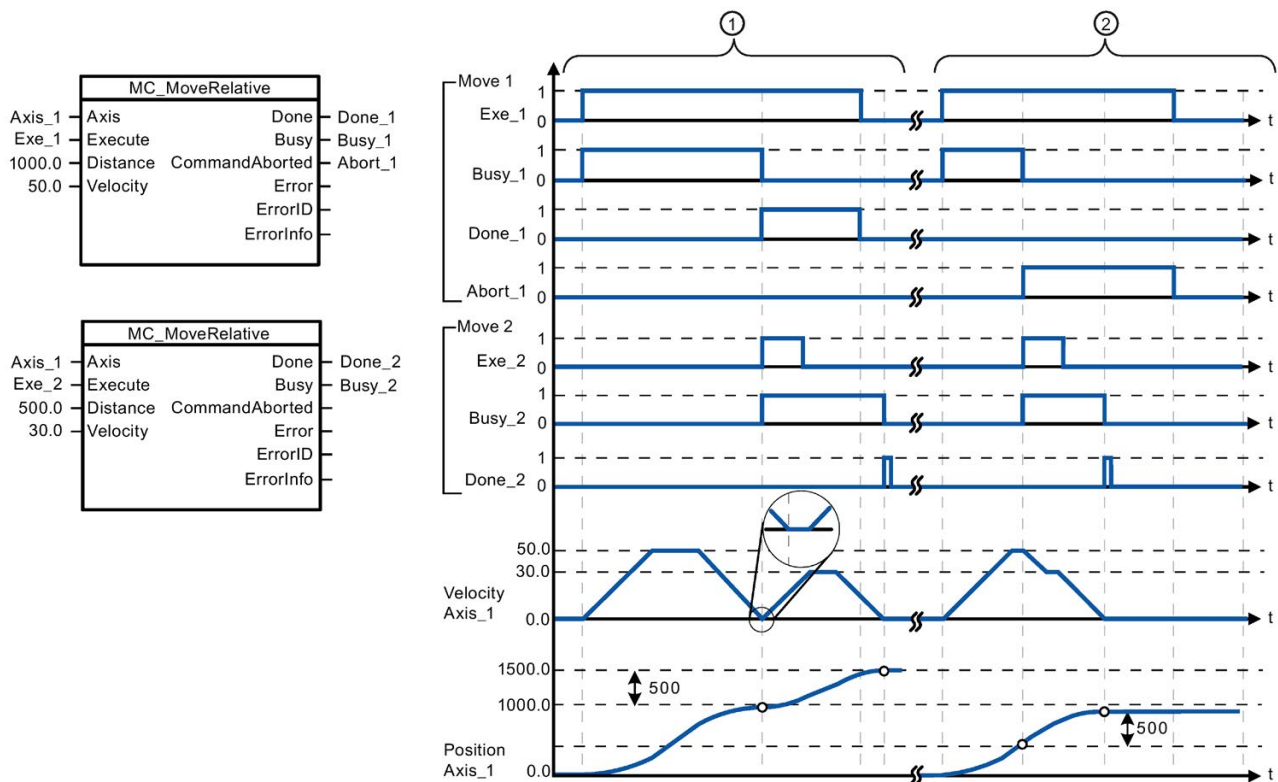 MC_MoveRelative
Axis_1 Axis Done Done_1
Exe_1 Execute Busy Busy_1
1000.0 Distance CommandAborted Abort_1
50.0 Velocity Error
ErrorID
ErrorInfo
MC_MoveRelative
Axis_1 Axis Done Done_2
Exe_2 Execute Busy Busy_2
500.0 Distance CommandAborted
30.0 Velocity Error
ErrorID
ErrorInfo
1 2
Move 1
1
Exe_1 0 t
1
Busy_1 0 t
1
Done_1 0 t
1
Abort_1 0 t
Move 2
1
Exe_2 0 t
1
Busy_2 0 t
1
Done_2 0 t
50.0
30.0
Velocity
Axis_1 0.0 t
1500.0
500
1000.0
500
Position
Axis_1 0.0 t